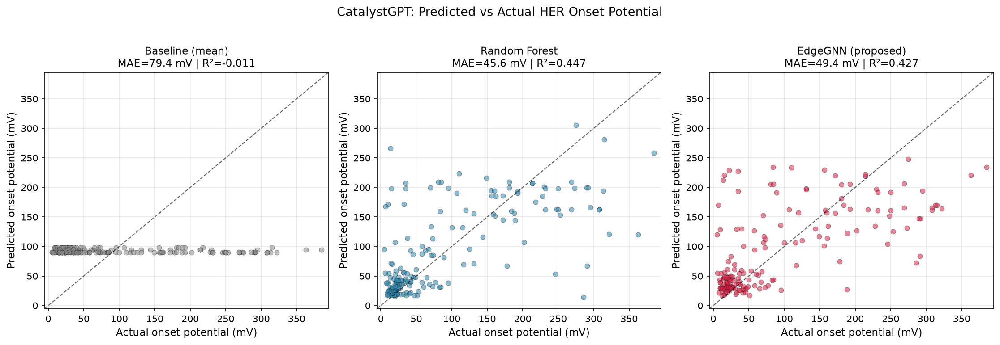 CatalystGPT: Predicted vs Actual HER Onset Potential
Baseline (mean)
MAE=79.4 mV | R²=-0.011
Predicted onset potential (mV)
350
300
250
200
150
100
50
0
0 50 100 150 200 250 300 350
Actual onset potential (mV)
Random Forest
MAE=45.6 mV | R²=0.447
Predicted onset potential (mV)
350
300
250
200
150
100
50
0
0 50 100 150 200 250 300 350
Actual onset potential (mV)
EdgeGNN (proposed)
MAE=49.4 mV | R²=0.427
Predicted onset potential (mV)
350
300
250
200
150
100
50
0
0 50 100 150 200 250 300 350
Actual onset potential (mV)